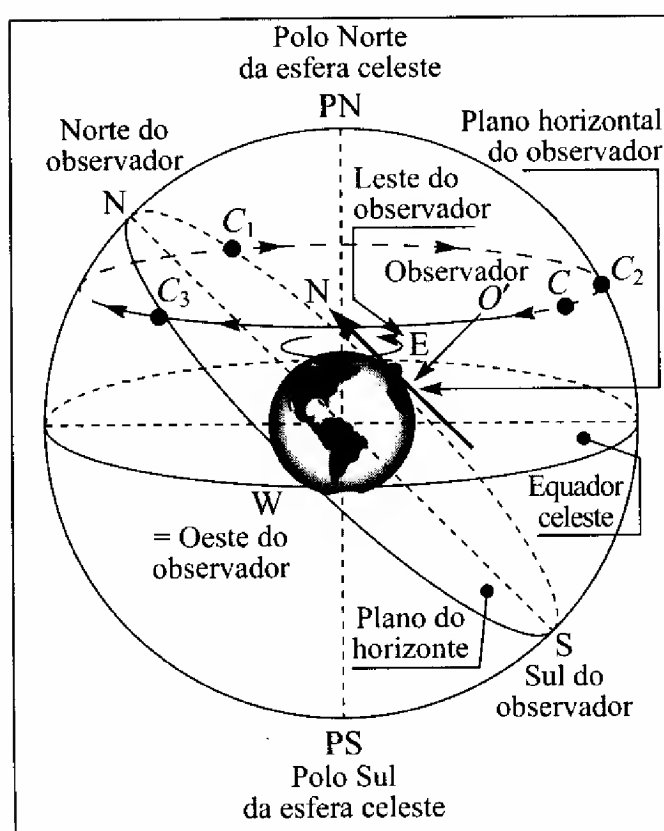 Polo Norte
da esfera celeste
PN
Norte do
observador
Plano horizontal
do observador
Leste do
observador
N
C1
Observador
C2
C
C3
N
O'
E
W
= Oeste do
observador
Equador
celeste
Plano do
horizonte
S
Sul do
observador
PS
Polo Sul
da esfera celeste